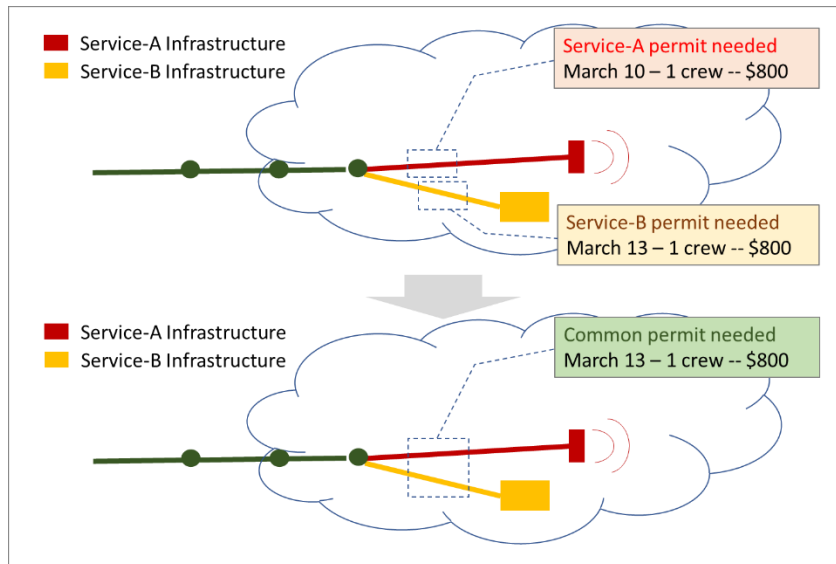 Service-A Infrastructure
Service-B Infrastructure
Service-A permit needed
March 10 – 1 crew -- $800
Service-B permit needed
March 13 – 1 crew -- $800
Service-A Infrastructure
Service-B Infrastructure
Common permit needed
March 13 – 1 crew -- $800